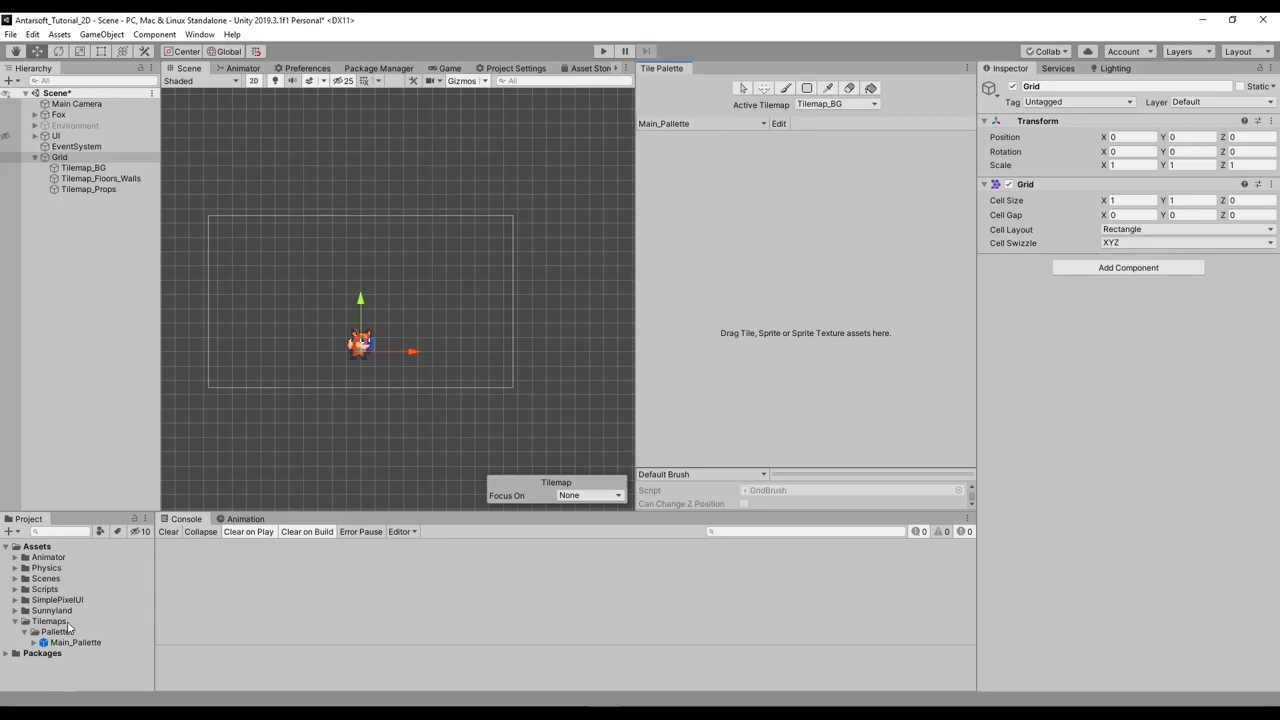 Antarsoft_Tutorial_2D - Scene - PC, Mac & Linux Standalone - Unity 2019.3.1f1 Personal* <DX11>
File Edit Assets GameObject Component Window Help
Center Global Collab Account Layers Layout
Hierarchy Scene Animator Preferences Package Manager Game Project Settings Asset Stor Tile Palette Inspector Services Lighting
All Shaded 2D 25 Gizmos All
Scene*
Main Camera
Fox
Environment
UI
EventSystem
Grid
Tilemap_BG
Tilemap_Floors_Walls
Tilemap_Props
Tilemap
Focus On None
Active Tilemap Tilemap_BG
Main_Pallette Edit
Drag Tile, Sprite or Sprite Texture assets here.
Default Brush
Script GridBrush
Can Change Z Position
Grid Static
Tag Untagged Layer Default
Transform
Position X 0 Y 0 Z 0
Rotation X 0 Y 0 Z 0
Scale X 1 Y 1 Z 1
Grid
Cell Size X 1 Y 1 Z 0
Cell Gap X 0 Y 0 Z 0
Cell Layout Rectangle
Cell Swizzle XYZ
Add Component
Project Console Animation
10 Clear Collapse Clear on Play Clear on Build Error Pause Editor 0 0 0
Assets
Animator
Physics
Scenes
Scripts
SimplePixelUI
Sunnyland
Tilemaps
Main_Pallette
Packages